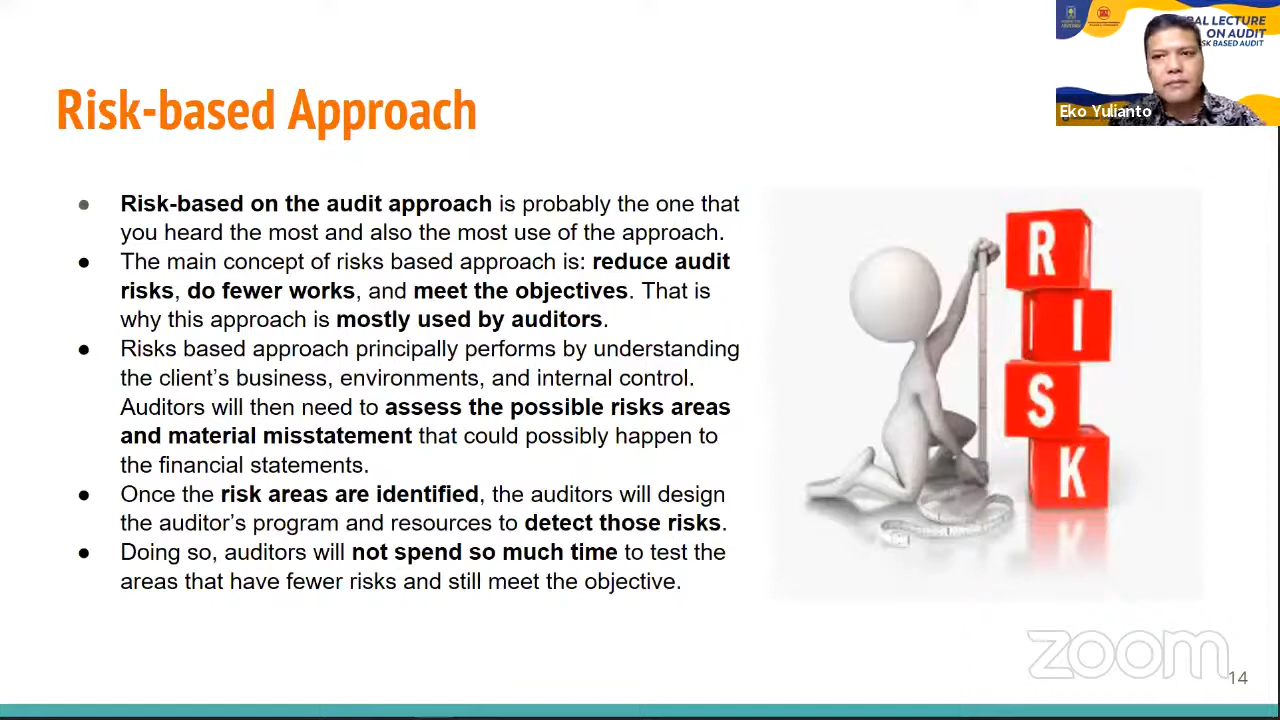 Risk-based Approach
● Risk-based on the audit approach is probably the one that
you heard the most and also the most use of the approach.
● The main concept of risks based approach is: reduce audit
risks, do fewer works, and meet the objectives. That is
why this approach is mostly used by auditors.
● Risks based approach principally performs by understanding
the client’s business, environments, and internal control.
Auditors will then need to assess the possible risks areas
and material misstatement that could possibly happen to
the financial statements.
● Once the risk areas are identified, the auditors will design
the auditor’s program and resources to detect those risks.
● Doing so, auditors will not spend so much time to test the
areas that have fewer risks and still meet the objective.
R
I
S
K
LECTURE
ON AUDIT
BASED AUDIT
Eko Yulianto
zoom
14